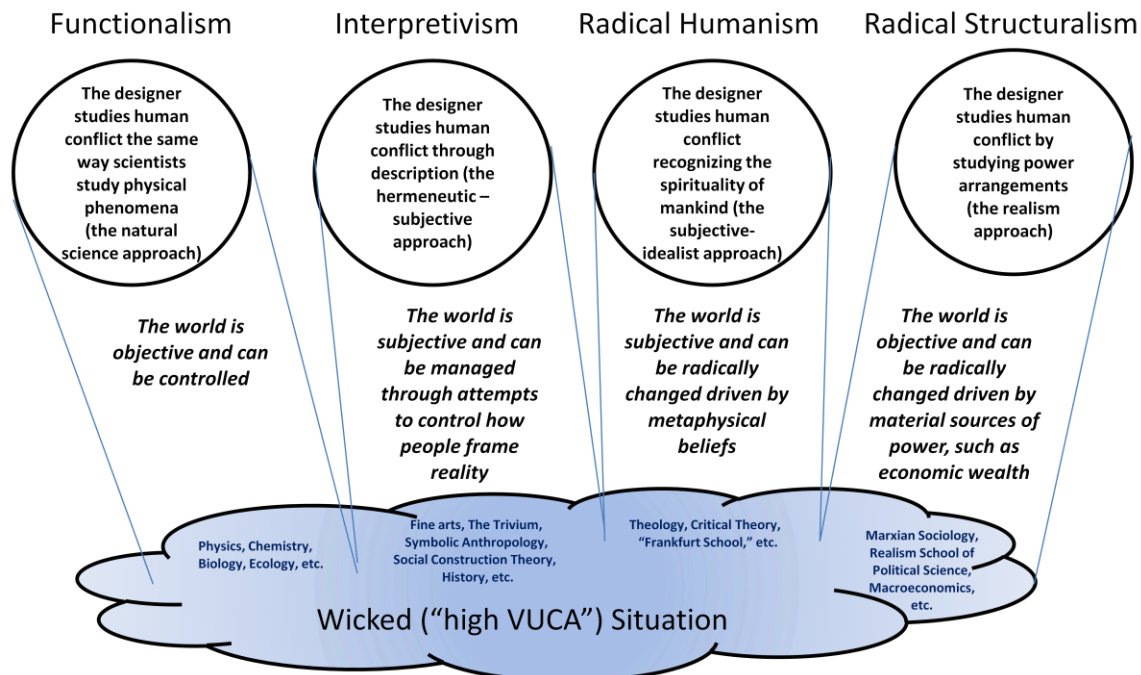 Functionalism
Interpretivism
Radical Humanism
Radical Structuralism
The designer
studies human
conflict the same
way scientists
study physical
phenomena
(the natural
science approach)
The designer
studies human
conflict through
description (the
hermeneutic –
subjective
approach)
The designer
studies human
conflict
recognizing the
spirituality of
mankind (the
subjective-
idealist approach)
The designer
studies human
conflict by
studying power
arrangements
(the realism
approach)
The world is
objective and can
be controlled
The world is
subjective and can
be managed
through attempts
to control how
people frame
reality
The world is
subjective and can
be radically
changed driven by
metaphysical
beliefs
The world is
objective and can
be radically
changed driven by
material sources of
power, such as
economic wealth
Physics, Chemistry,
Biology, Ecology, etc.
Fine arts, The Trivium,
Symbolic Anthropology,
Social Construction Theory,
History, etc.
Theology, Critical Theory,
“Frankfurt School,” etc.
Marxian Sociology,
Realism School of
Political Science,
Macroeconomics,
etc.
Wicked (“high VUCA”) Situation